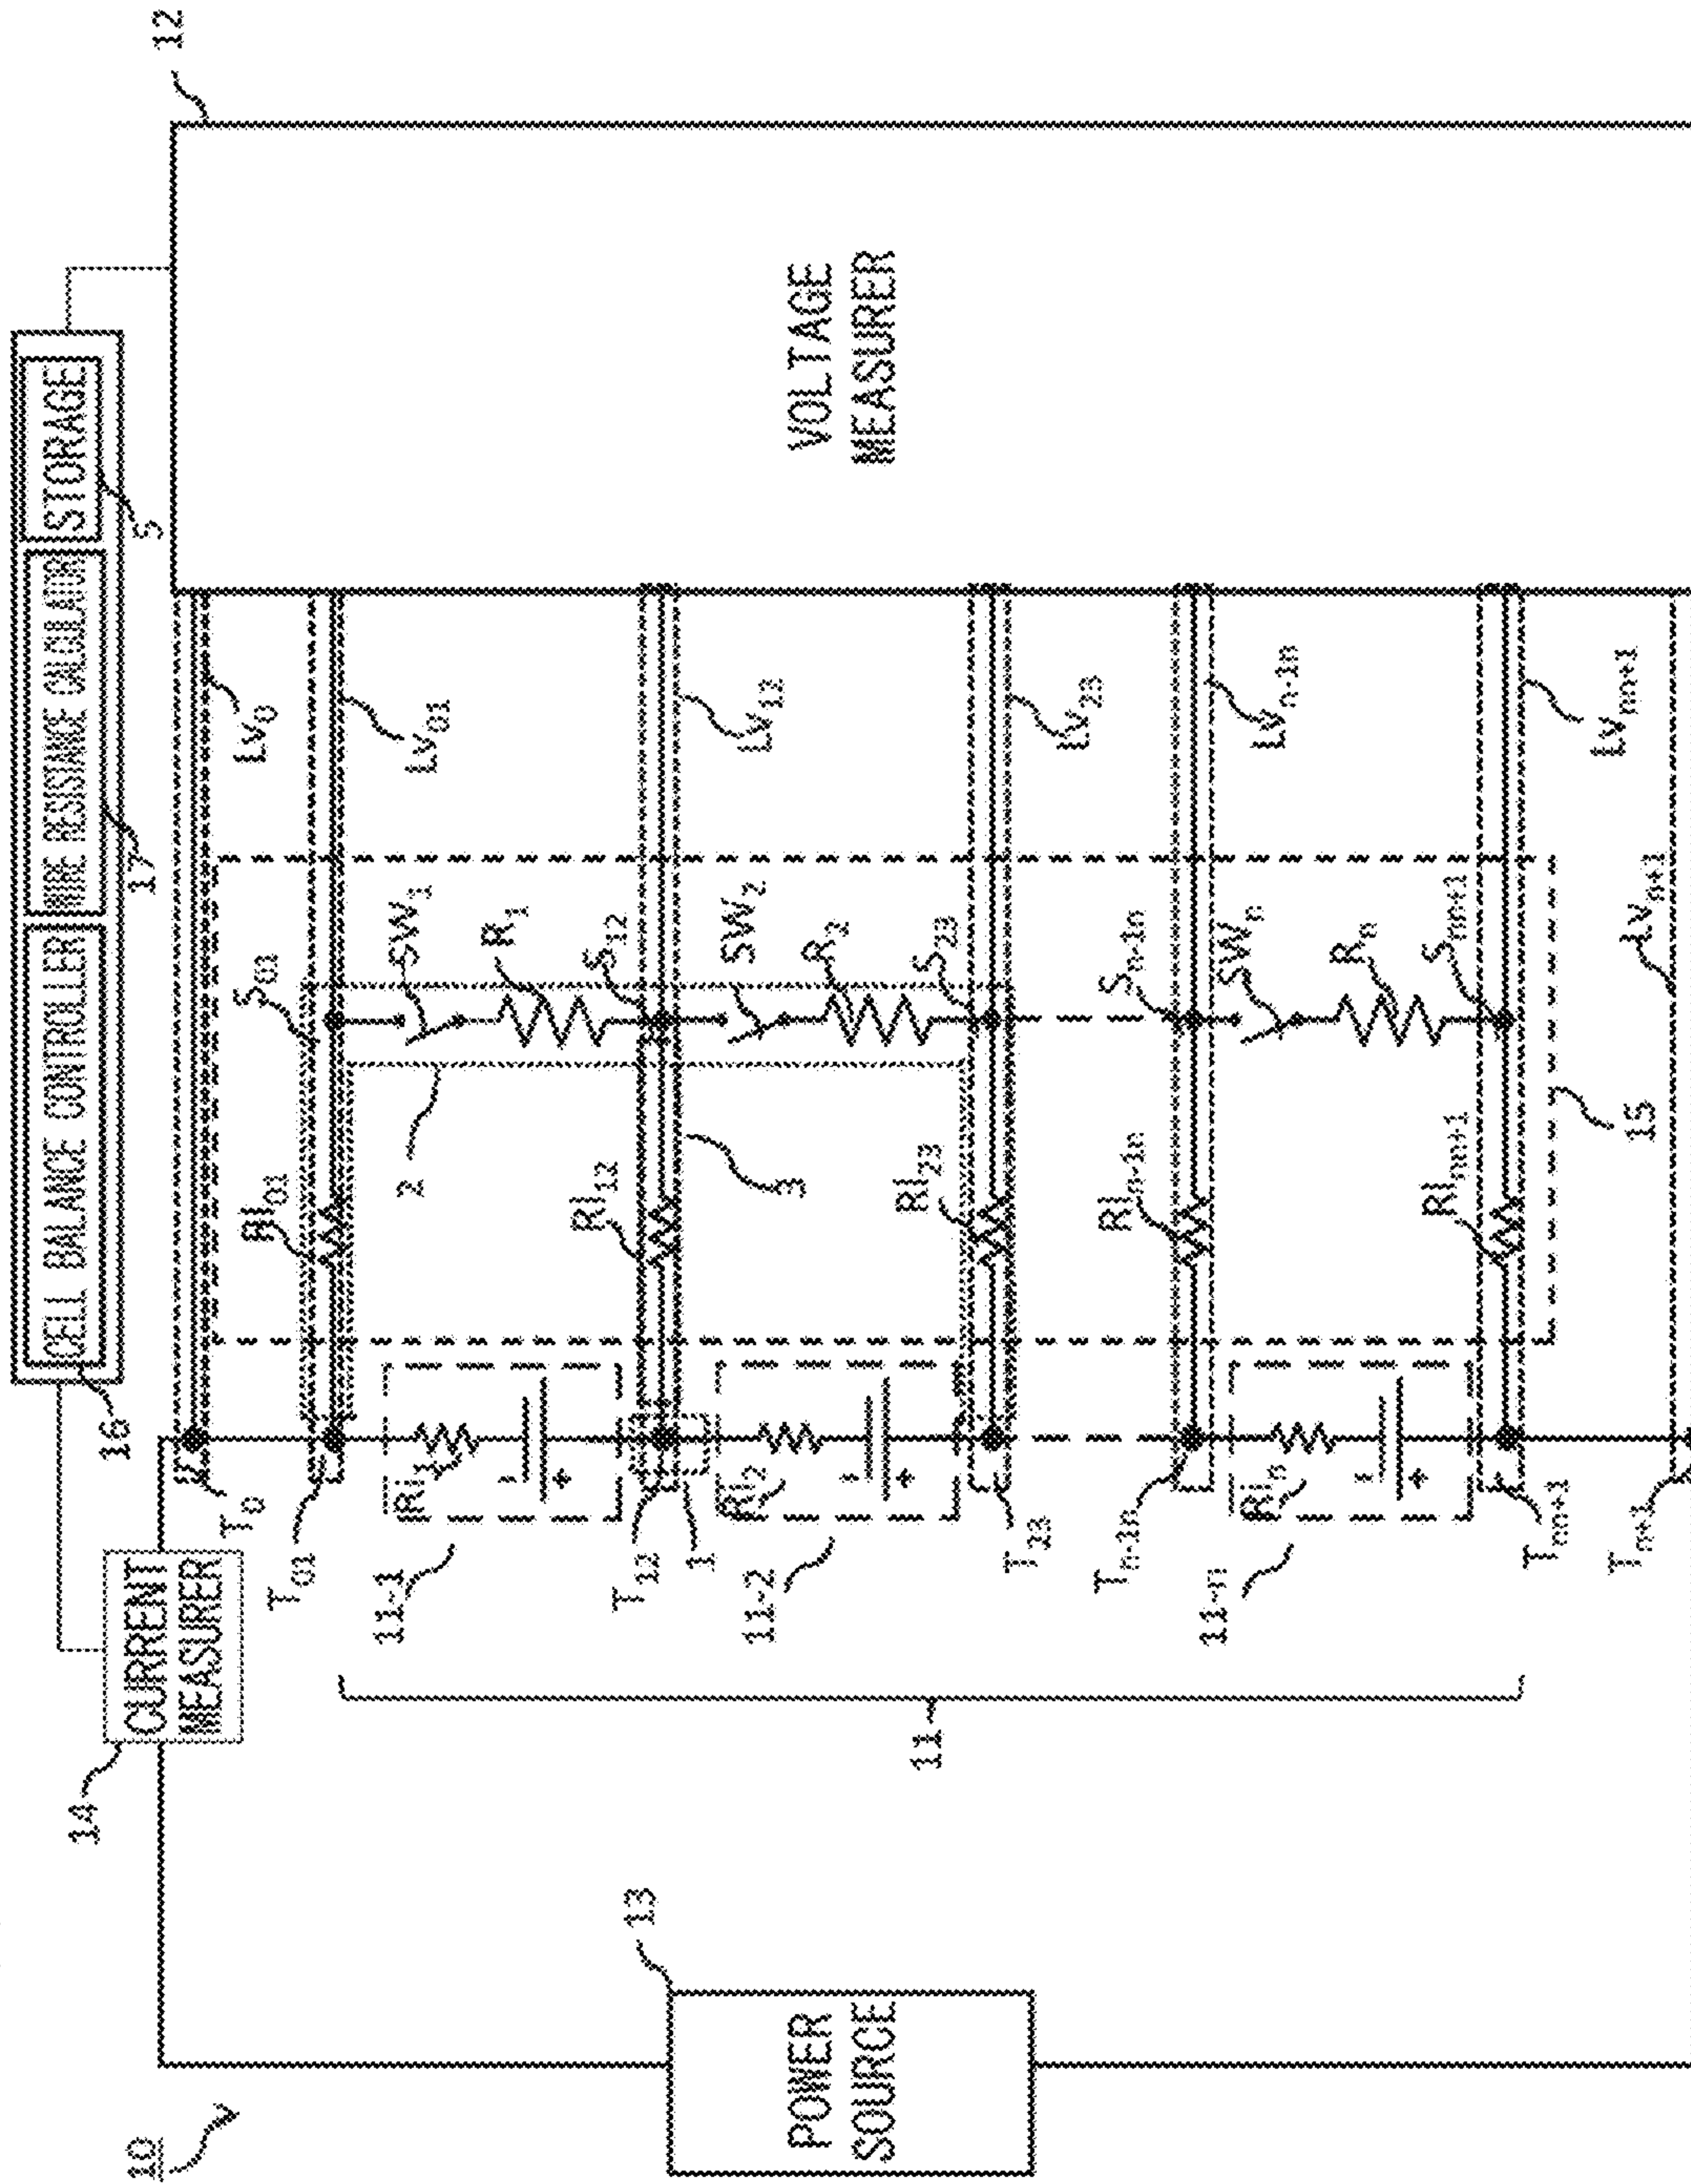 10
14
CURRENT
MEASURER
16
CELL BALANCE CONTROLLER
17
WIRE RESISTANCE CALCULATOR
5
STORAGE
12
VOLTAGE
MEASURER
13
POWER
SOURCE
11
T0
Lv0
T01
Rl01
S01
Lv01
11-1
Ri1
SW1
R1
2
T12
1
Rl12
3
S12
Lv12
11-2
Ri2
SW2
R2
T23
Rl23
S23
Lv23
Tn-1n
Rln-1n
Sn-1n
Lvn-1n
11-n
Rin
SWn
Rn
Tnn+1
Rlnn+1
Snn+1
Lvnn+1
15
Tn+1
Lvn+1